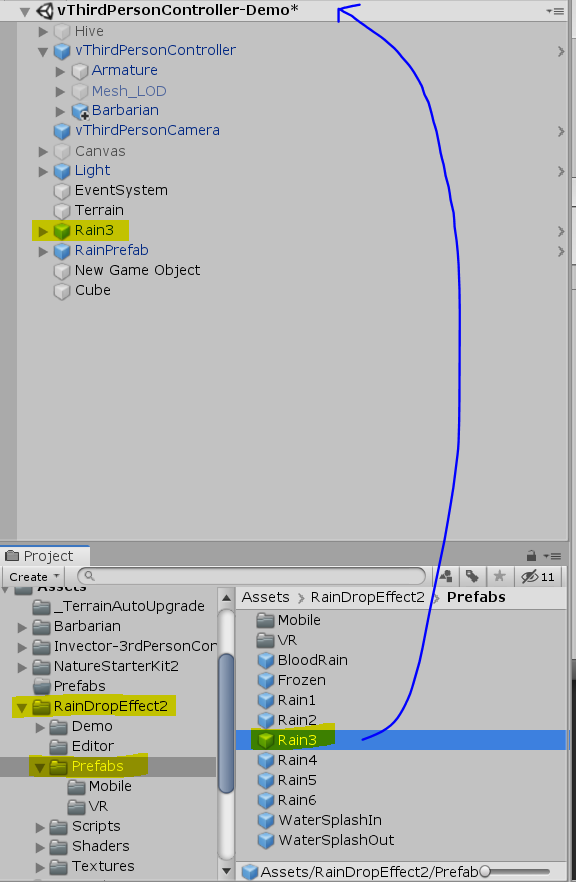 vThirdPersonController-Demo*
Hive
vThirdPersonController
Armature
Mesh_LOD
Barbarian
vThirdPersonCamera
Canvas
Light
EventSystem
Terrain
Rain3
RainPrefab
New Game Object
Cube
Project
Create
11
Assets
_TerrainAutoUpgrade
Barbarian
Invector-3rdPersonCon
NatureStarterKit2
Prefabs
RainDropEffect2
Demo
Editor
Prefabs
Mobile
VR
Scripts
Shaders
Textures
Assets > RainDropEffect2 > Prefabs
Mobile
VR
BloodRain
Frozen
Rain1
Rain2
Rain3
Rain4
Rain5
Rain6
WaterSplashIn
WaterSplashOut
Assets/RainDropEffect2/Prefab